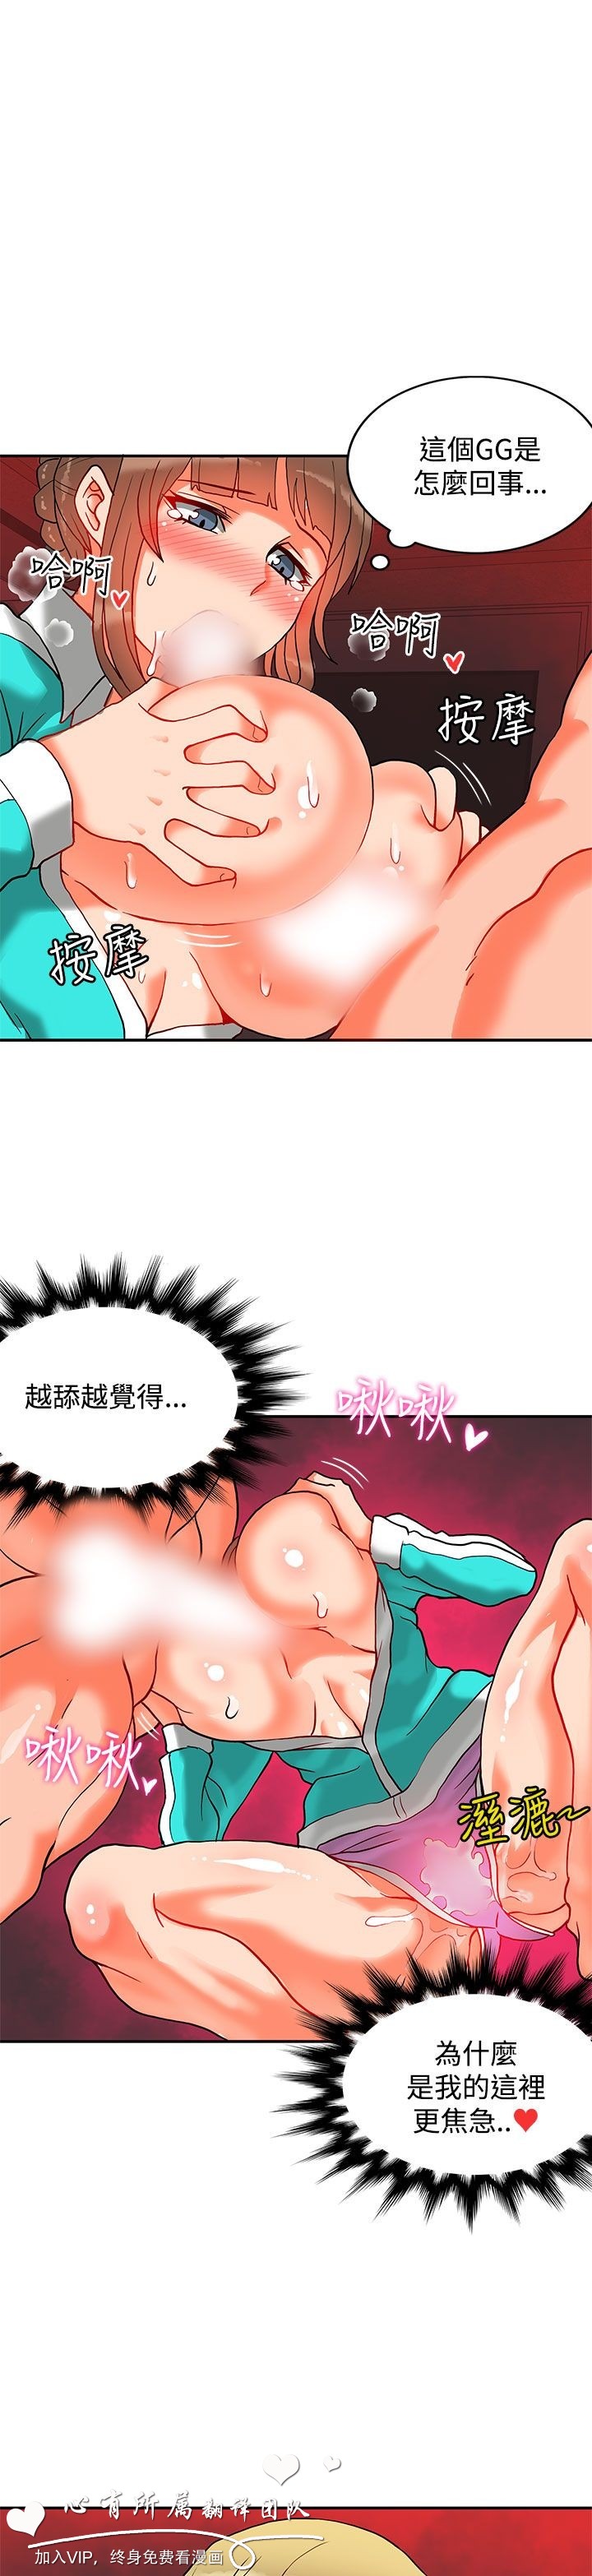 這個GG是
怎麼回事...
哈啊
哈啊
按摩
按摩
越舔越覺得...
啾啾
啾啾
溼漉~
為什麼
是我的這裡
更焦急..♥
心有所属翻译团队
加入VIP，终身免费看漫画